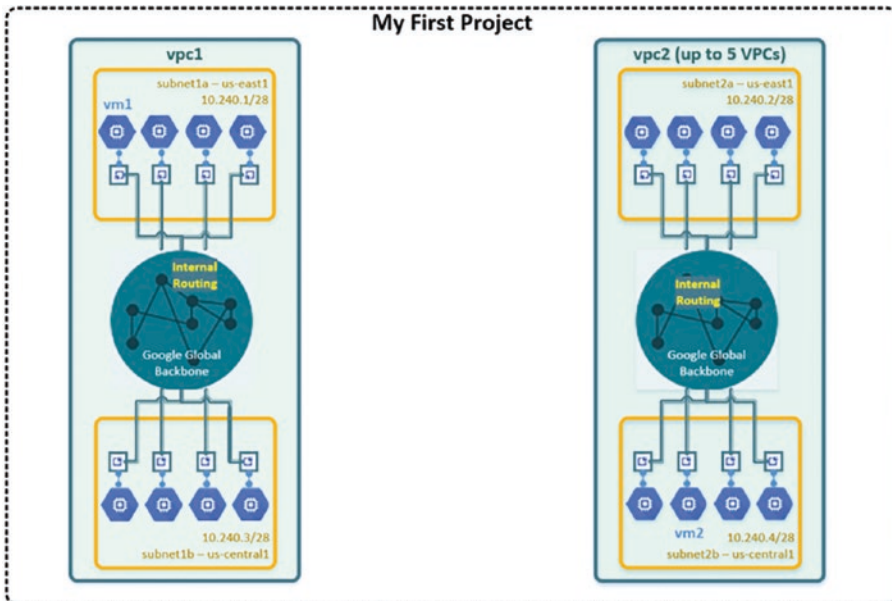 My First Project
vpc1
subnet1a – us-east1
10.240.1/28
vm1
Internal
Routing
Google Global
Backbone
10.240.3/28
subnet1b – us-central1
vpc2 (up to 5 VPCs)
subnet2a – us-east1
10.240.2/28
Internal
Routing
Google Global
Backbone
vm2
10.240.4/28
subnet2b – us-central1